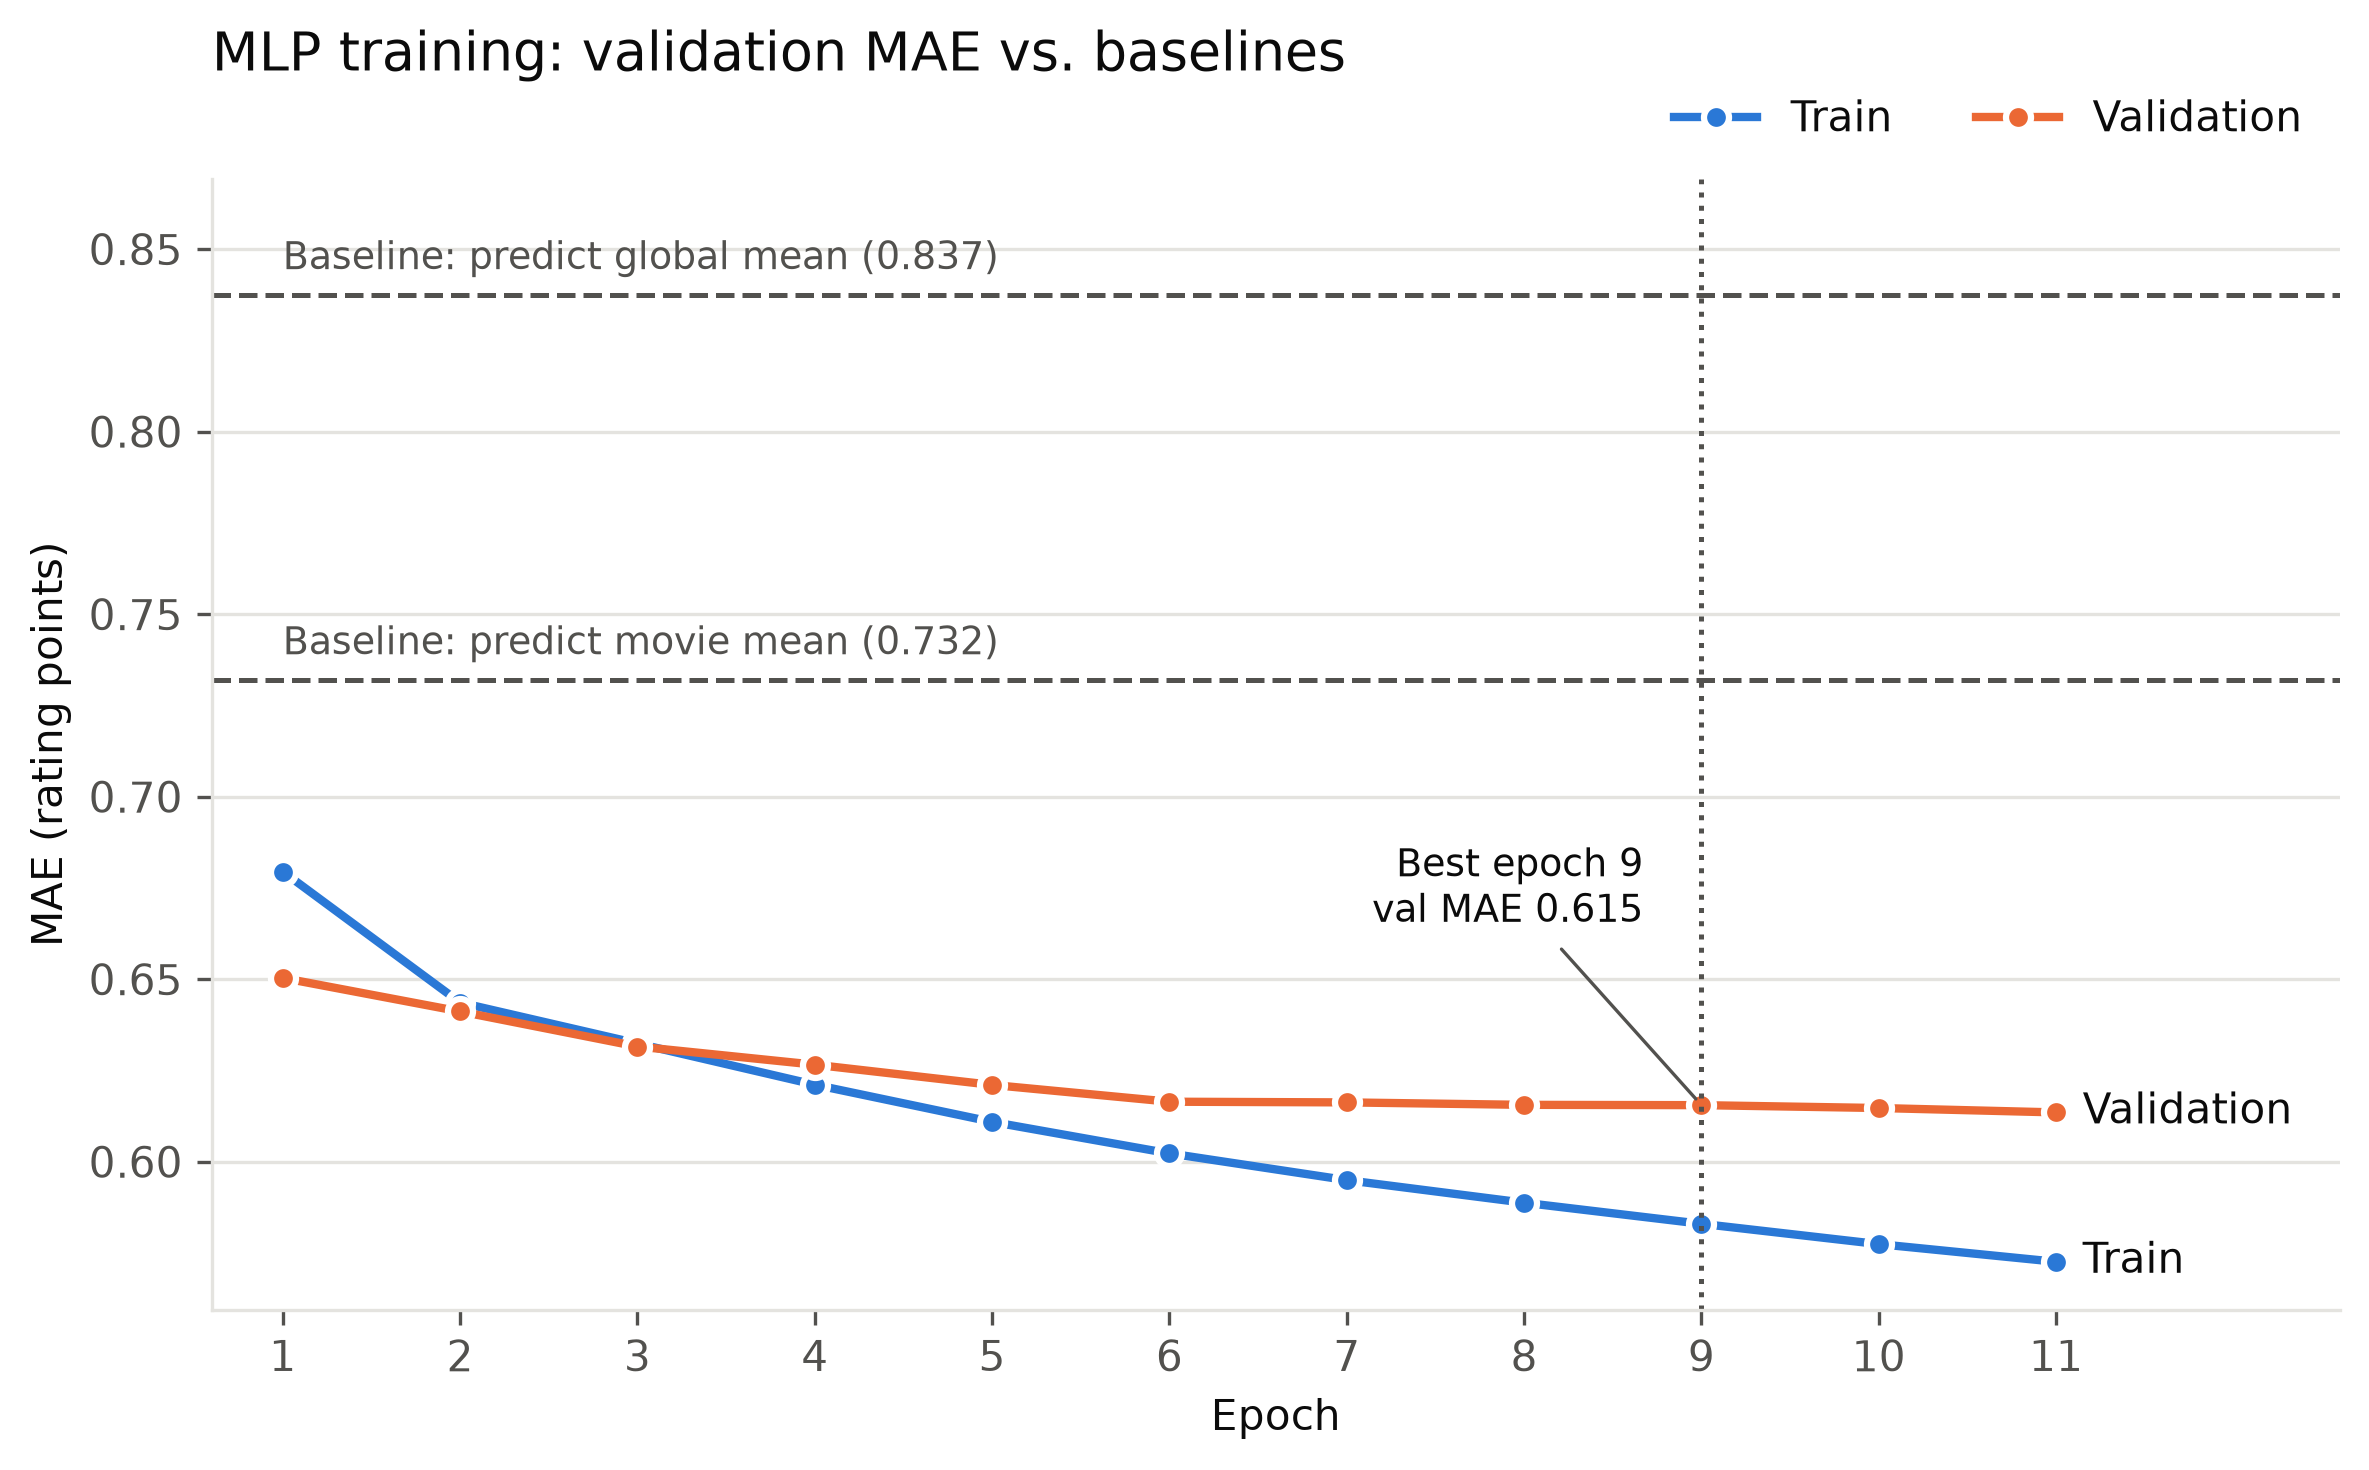 MLP training: validation MAE vs. baselines
Train
Validation
MAE (rating points)
0.85
0.80
0.75
0.70
0.65
0.60
Baseline: predict global mean (0.837)
Baseline: predict movie mean (0.732)
Best epoch 9
val MAE 0.615
Validation
Train
1 2 3 4 5 6 7 8 9 10 11
Epoch